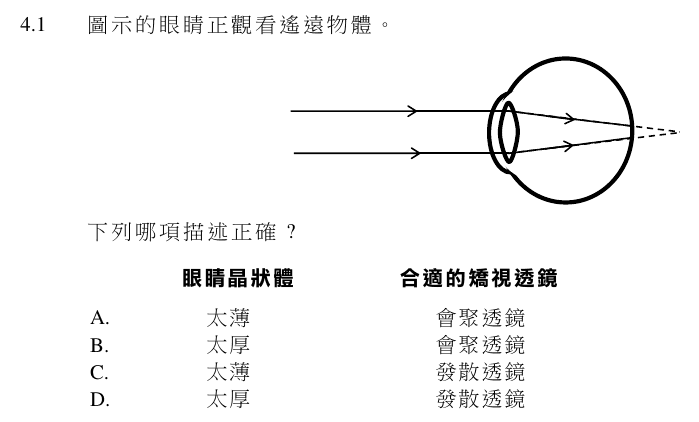 4.1 圖示的眼睛正觀看遙遠物體。
下列哪項描述正確？
眼睛晶狀體 合適的矯視透鏡
A. 太薄 會聚透鏡
B. 太厚 會聚透鏡
C. 太薄 發散透鏡
D. 太厚 發散透鏡